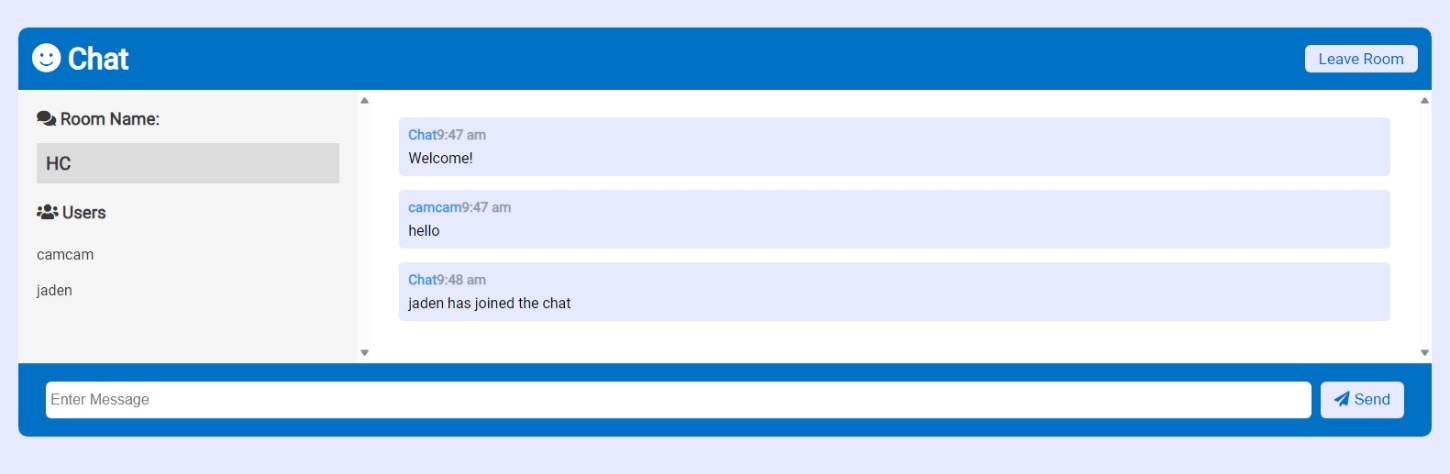 Chat
Leave Room
Room Name:
HC
Users
camcam
jaden
Chat9:47 am
Welcome!
camcam9:47 am
hello
Chat9:48 am
jaden has joined the chat
Enter Message
Send